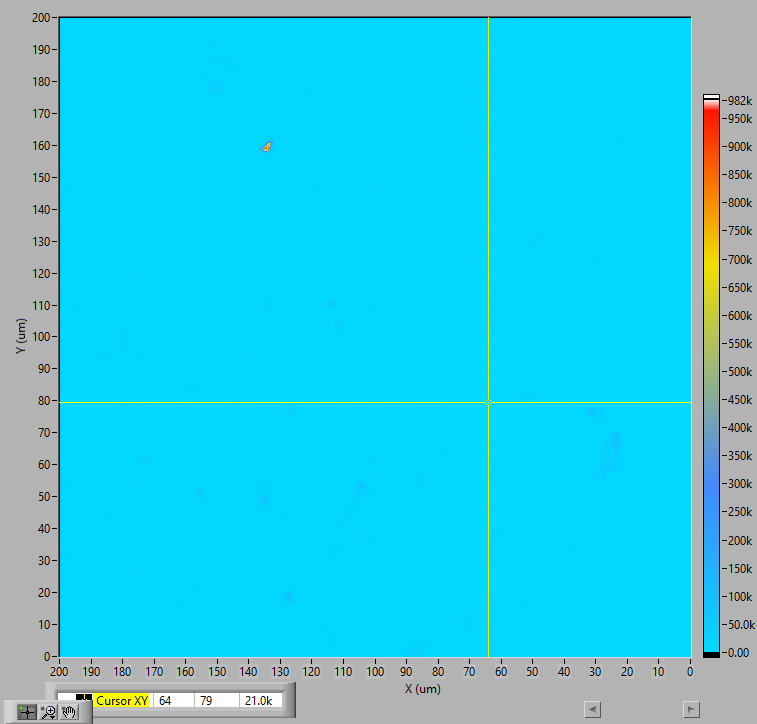 200
190
180
170
160
150
140
130
120
110
100
90
80
70
60
50
40
30
20
10
0
Y (um)
200 190 180 170 160 150 140 130 120 110 100 90 80 70 60 50 40 30 20 10 0
X (um)
982k
950k
900k
850k
800k
750k
700k
650k
600k
550k
500k
450k
400k
350k
300k
250k
200k
150k
100k
50.0k
0.00
Cursor XY 64 79 21.0k